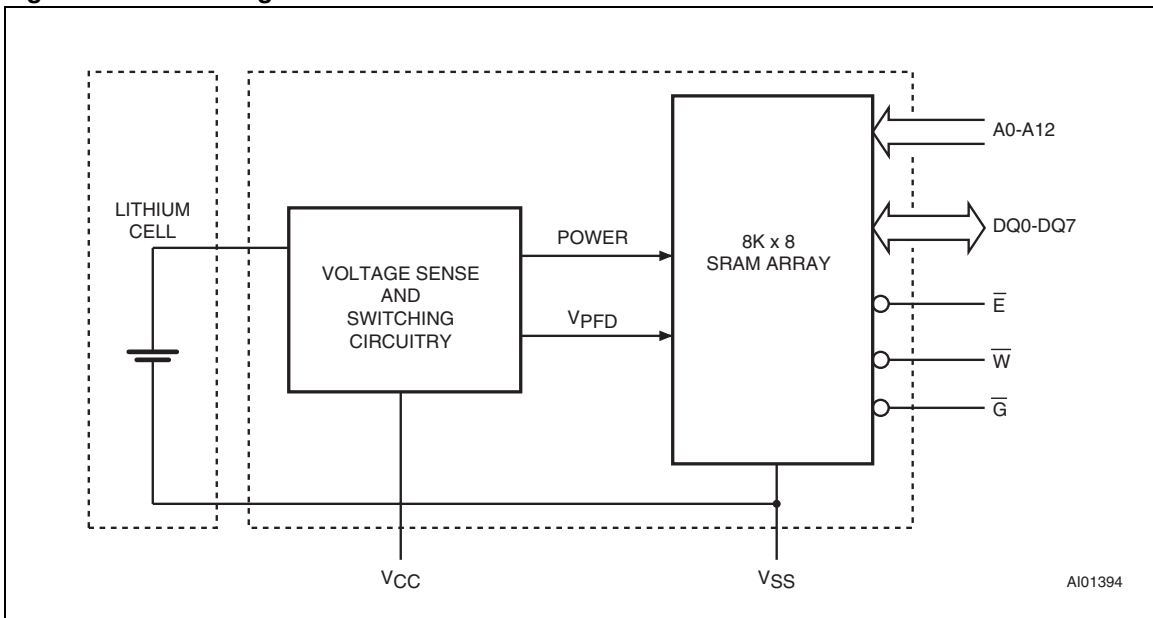 LITHIUM
CELL
VOLTAGE SENSE
AND
SWITCHING
CIRCUITRY
POWER
VPFD
8K x 8
SRAM ARRAY
A0-A12
DQ0-DQ7
E̅
W̅
G̅
VCC
VSS
AI01394